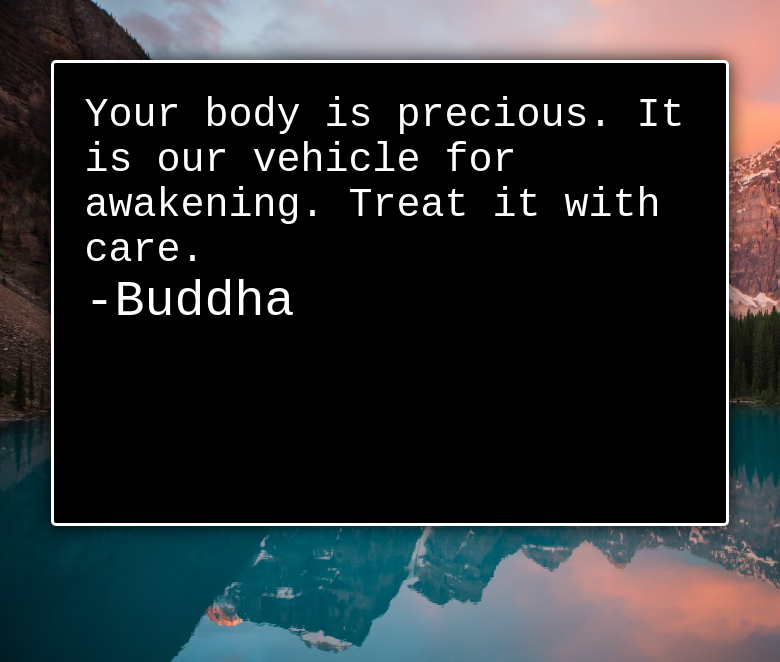 Your body is precious. It
is our vehicle for
awakening. Treat it with
care.
-Buddha